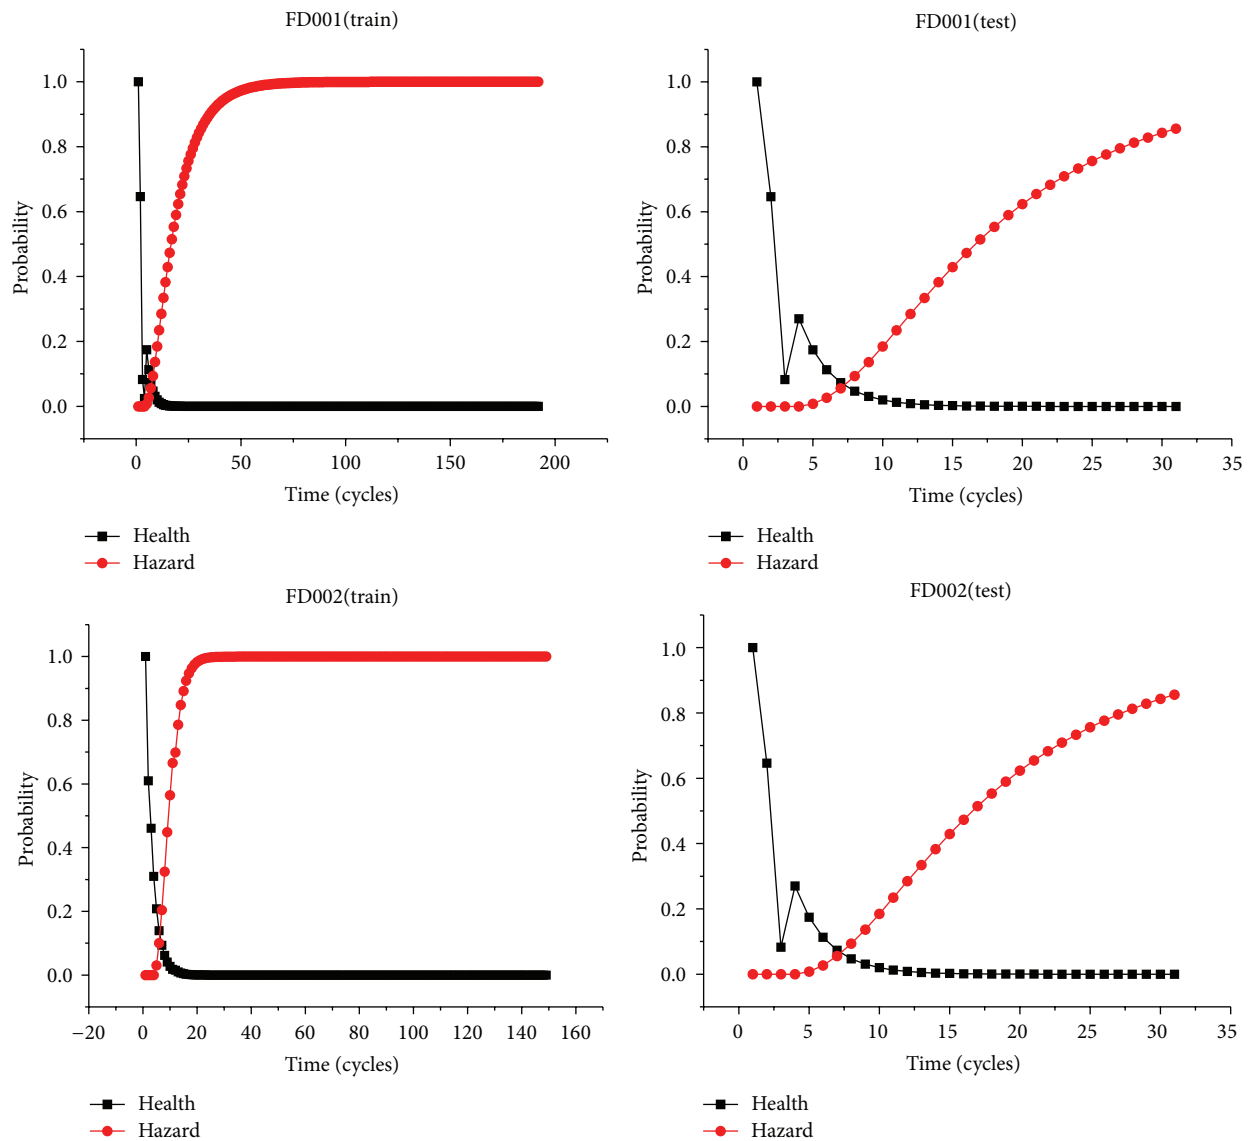 FD001(train)
1.0
0.8
0.6
0.4
0.2
0.0
Probability
0
50
100
150
200
Time (cycles)
Health
Hazard
FD001(test)
1.0
0.8
0.6
0.4
0.2
0.0
Probability
0
5
10
15
20
25
30
35
Time (cycles)
Health
Hazard
FD002(train)
1.0
0.8
0.6
0.4
0.2
0.0
Probability
−20
0
20
40
60
80
100
120
140
160
Time (cycles)
Health
Hazard
FD002(test)
1.0
0.8
0.6
0.4
0.2
0.0
Probability
0
5
10
15
20
25
30
35
Time (cycles)
Health
Hazard